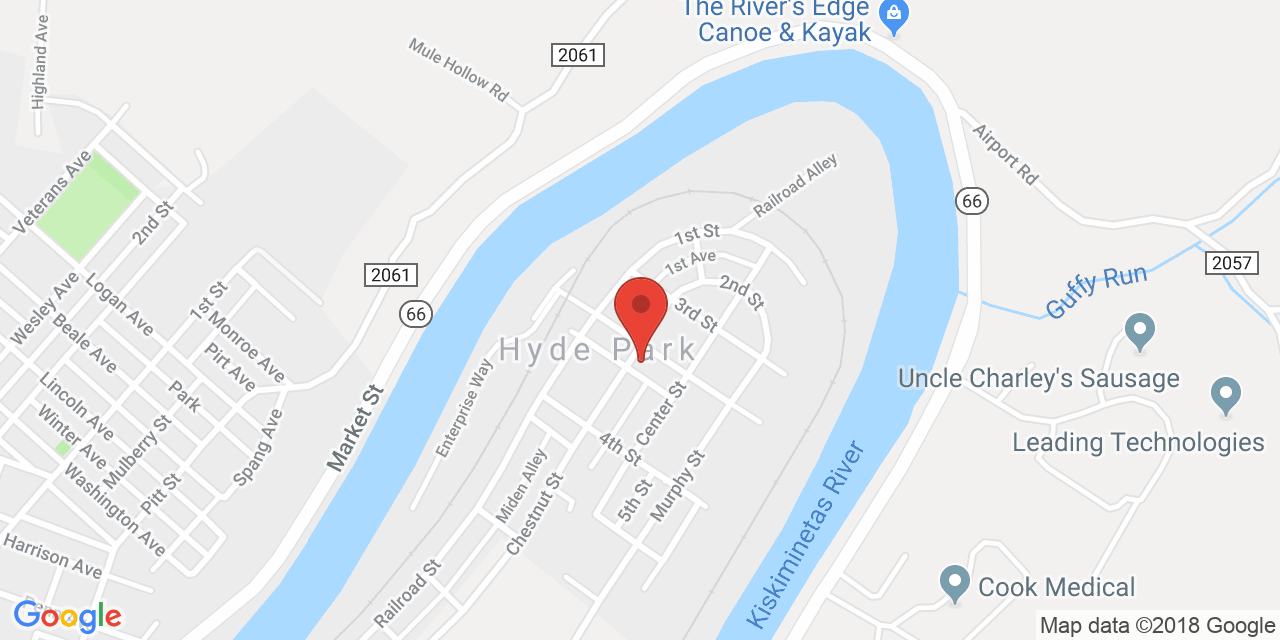 The River's Edge
Canoe & Kayak
2061
Highland Ave
Mule Hollow Rd
Airport Rd
Veterans Ave
2nd St
Railroad Alley
66
1st St
1st Ave
2057
2061
Guffy Run
Wesley Ave
Logan Ave
1st St
2nd St
3rd St
66
Beale Ave
Monroe Ave
Pirt Ave
Hyde Park
Uncle Charley's Sausage
Lincoln Ave
Park
Market St
Enterprise Way
Center St
Winter Ave
Mulberry St
Spang Ave
4th St
Leading Technologies
Washington Ave
Pitt St
Miden Alley
Chestnut St
5th St
Murphy St
Kiskiminetas River
Harrison Ave
Railroad St
Cook Medical
Google
Map data ©2018 Google